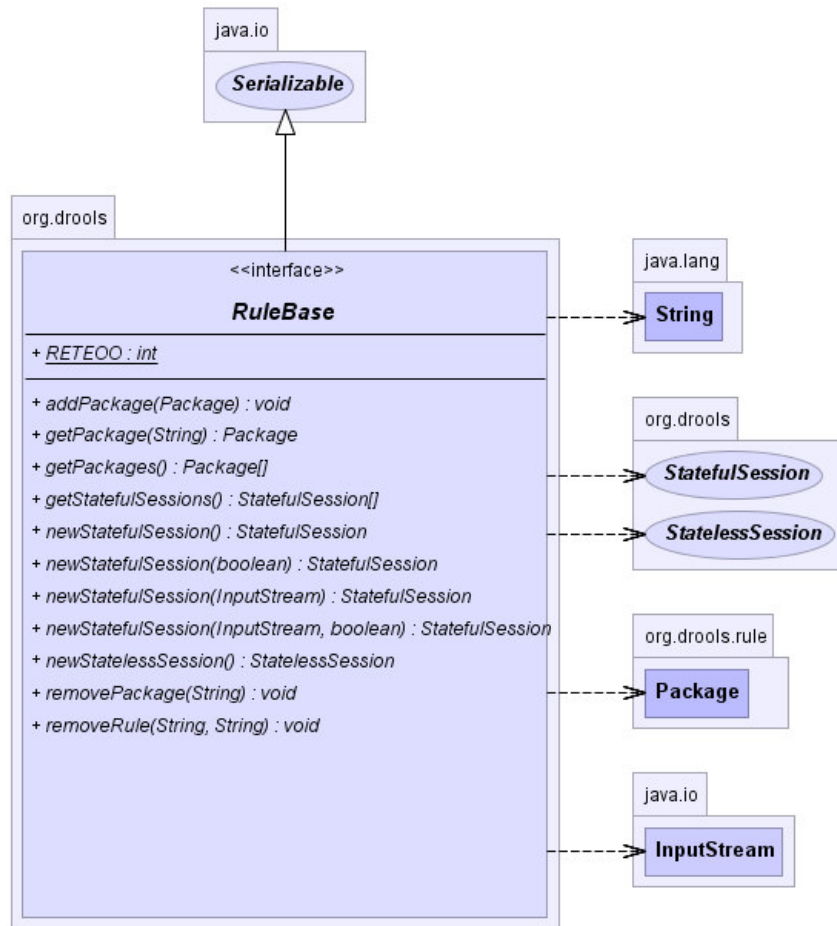 java.io
Serializable
org.drools
<<interface>>
RuleBase
+ RETEOO : int
+ addPackage(Package) : void
+ getPackage(String) : Package
+ getPackages() : Package[]
+ getStatefulSessions() : StatefulSession[]
+ newStatefulSession() : StatefulSession
+ newStatefulSession(boolean) : StatefulSession
+ newStatefulSession(InputStream) : StatefulSession
+ newStatefulSession(InputStream, boolean) : StatefulSession
+ newStatelessSession() : StatelessSession
+ removePackage(String) : void
+ removeRule(String, String) : void
java.lang
String
org.drools
StatefulSession
StatelessSession
org.drools.rule
Package
java.io
InputStream